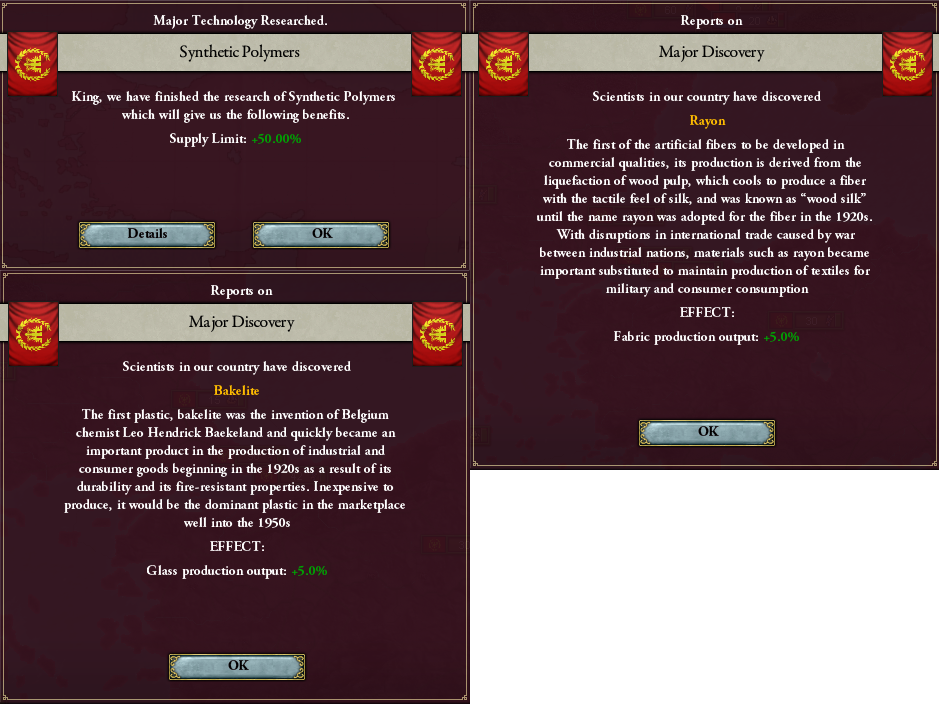 Major Technology Researched.
Synthetic Polymers
King, we have finished the research of Synthetic Polymers
which will give us the following benefits.
Supply Limit: +50.00%
Details
OK
Reports on
Major Discovery
Scientists in our country have discovered
Bakelite
The first plastic, bakelite was the invention of Belgium
chemist Leo Hendrick Baekeland and quickly became an
important product in the production of industrial and
consumer goods beginning in the 1920s as a result of its
durability and its fire-resistant properties. Inexpensive to
produce, it would be the dominant plastic in the marketplace
well into the 1950s
EFFECT:
Glass production output: +5.0%
OK
Reports on
Major Discovery
Scientists in our country have discovered
Rayon
The first of the artificial fibers to be developed in
commercial qualities, its production is derived from the
liquefaction of wood pulp, which cools to produce a fiber
with the tactile feel of silk, and was known as “wood silk”
until the name rayon was adopted for the fiber in the 1920s.
With disruptions in international trade caused by war
between industrial nations, materials such as rayon became
important substituted to maintain production of textiles for
military and consumer consumption
EFFECT:
Fabric production output: +5.0%
OK